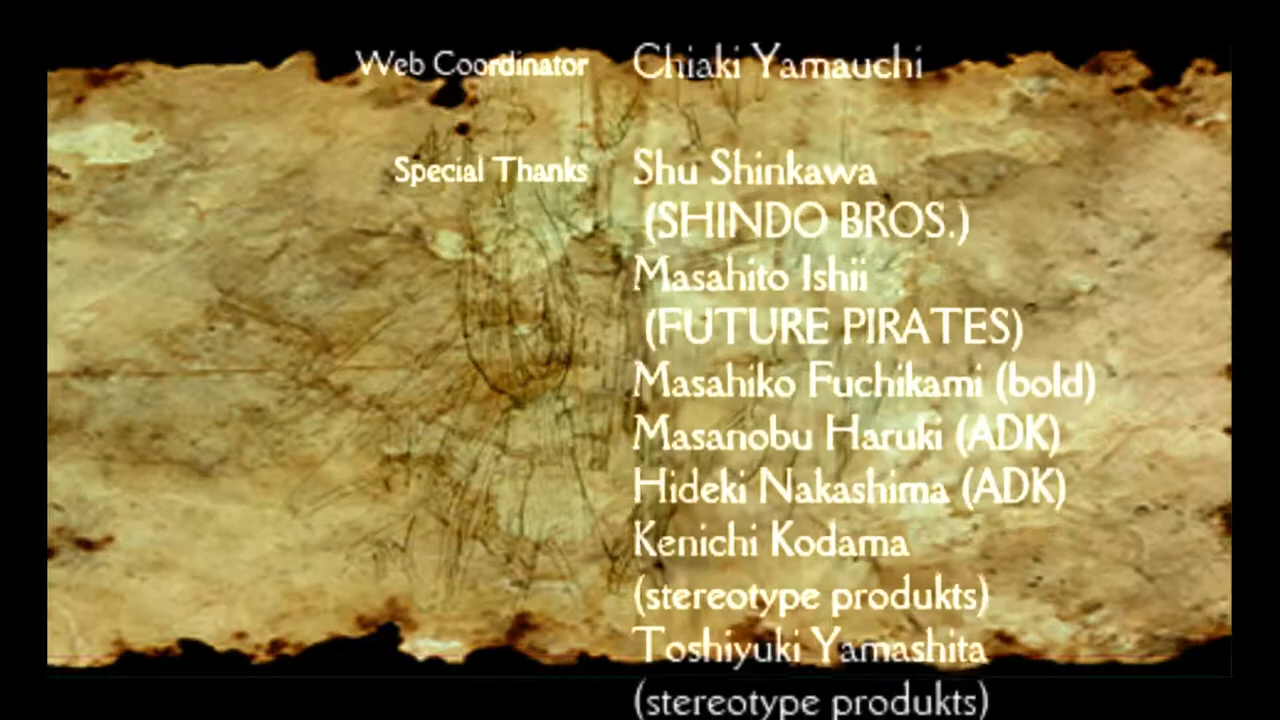 Web Coordinator Chiaki Yamauchi
Special Thanks Shu Shinkawa
(SHINDO BROS.)
Masahito Ishii
(FUTURE PIRATES)
Masahiko Fuchikami (bold)
Masanobu Haruki (ADK)
Hideki Nakashima (ADK)
Kenichi Kodama
(stereotype produkts)
Toshiyuki Yamashita
(stereotype produkts)